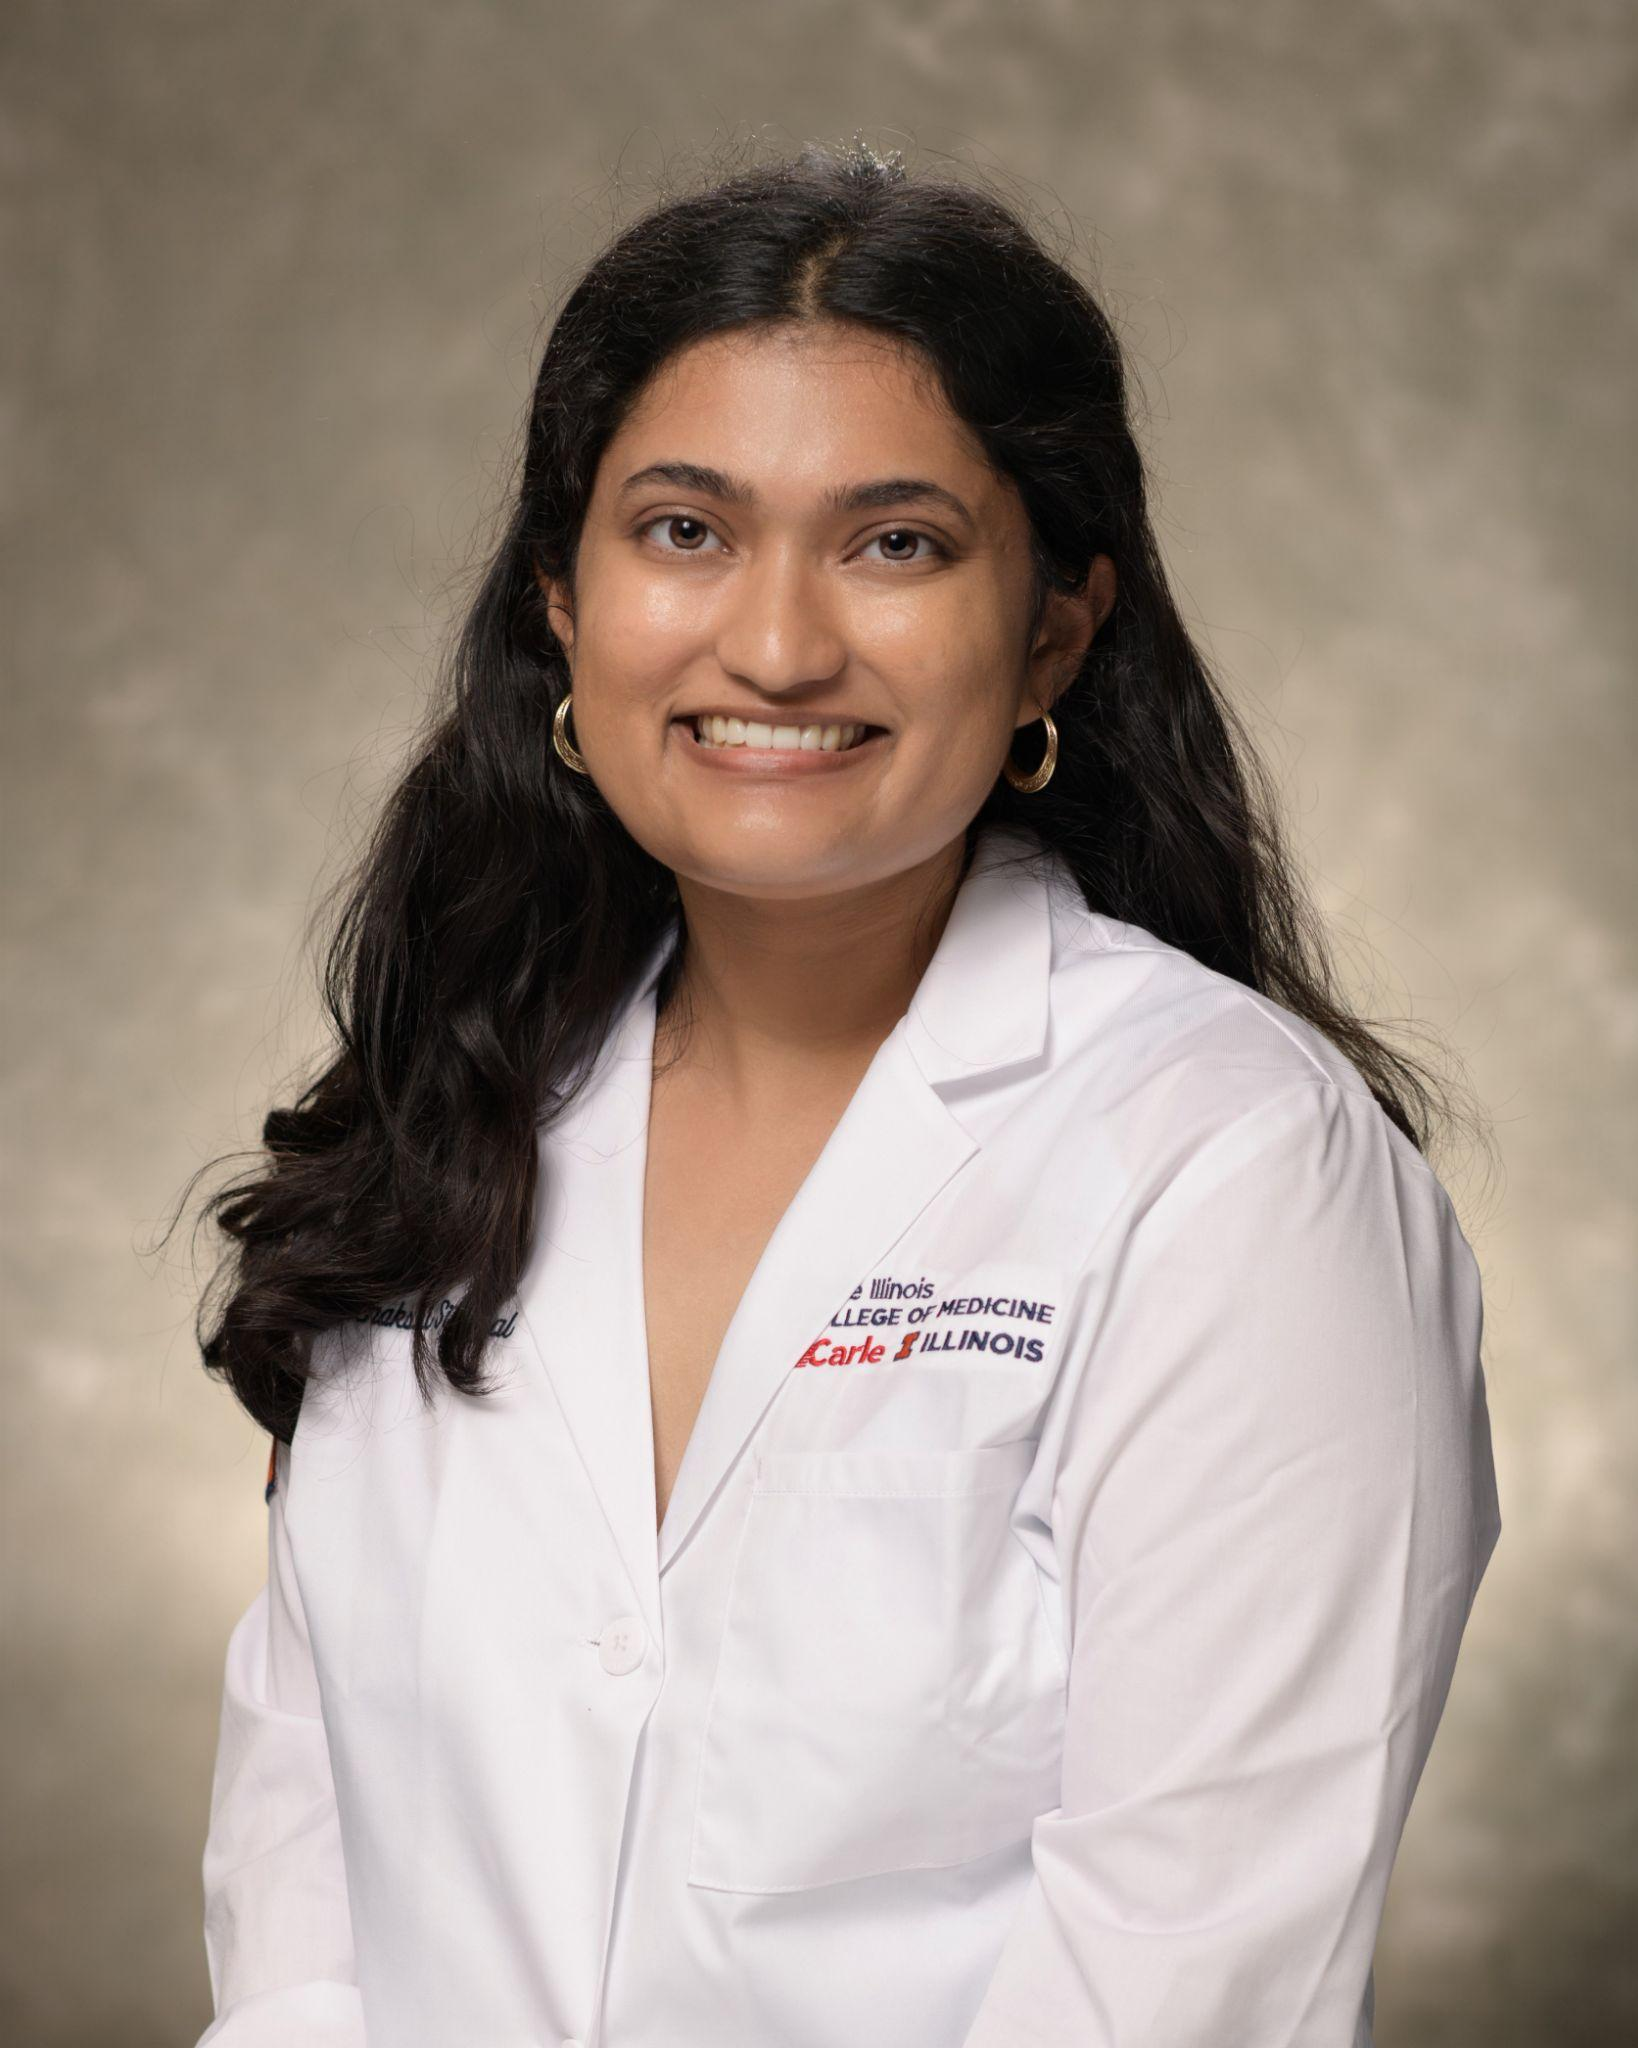 e Illinois
LLEGE OF MEDICINE
Carle I ILLINOIS